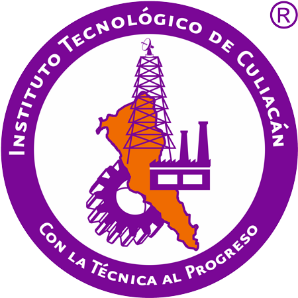 ®
Instituto Tecnológico de Culiacán
Con la Técnica al Progreso